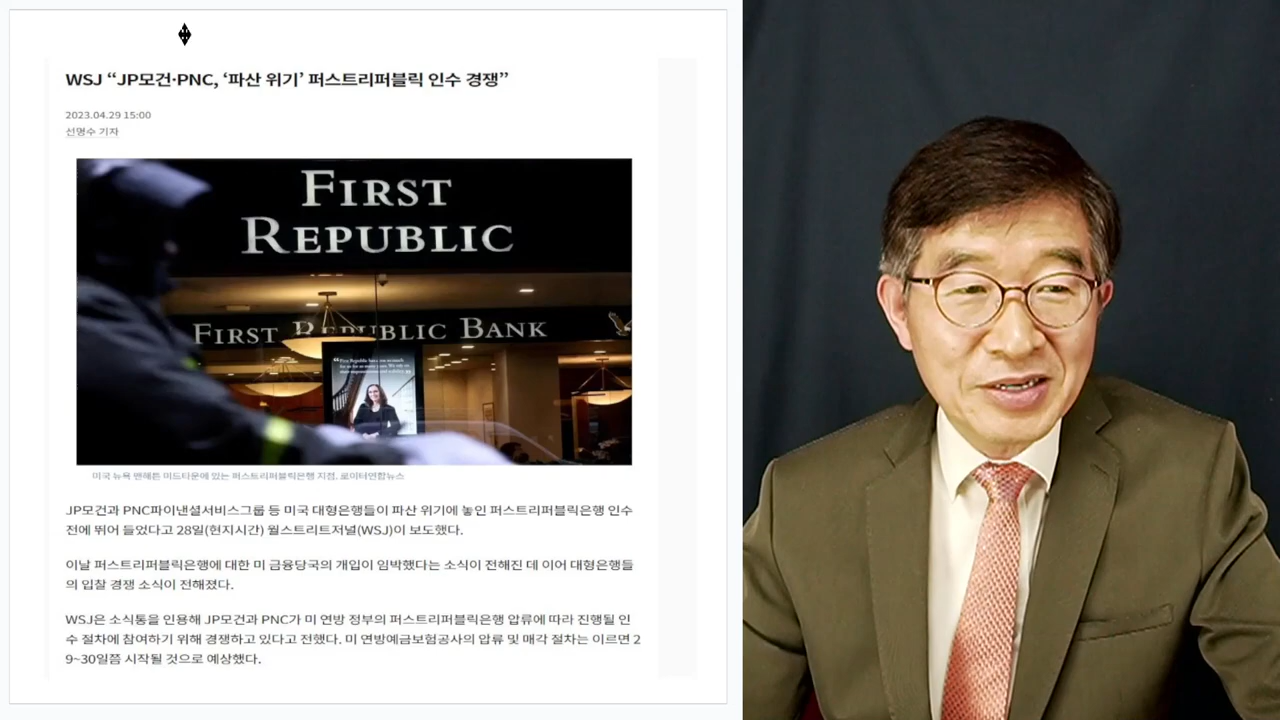 WSJ “JP모건·PNC, ‘파산 위기’ 퍼스트리퍼블릭 인수 경쟁”
2023.04.29 15:00
선명수 기자
FIRST
REPUBLIC
FIRST REPUBLIC BANK
미국 뉴욕 맨해튼 미드타운에 있는 퍼스트리퍼블릭은행 지점. 로이터연합뉴스
JP모건과 PNC파이낸셜서비스그룹 등 미국 대형은행들이 파산 위기에 놓인 퍼스트리퍼블릭은행 인수
전에 뛰어 들었다고 28일(현지시간) 월스트리트저널(WSJ)이 보도했다.
이날 퍼스트리퍼블릭은행에 대한 미 금융당국의 개입이 임박했다는 소식이 전해진 데 이어 대형은행들
의 입찰 경쟁 소식이 전해졌다.
WSJ은 소식통을 인용해 JP모건과 PNC가 미 연방 정부의 퍼스트리퍼블릭은행 압류에 따라 진행될 인
수 절차에 참여하기 위해 경쟁하고 있다고 전했다. 미 연방예금보험공사의 압류 및 매각 절차는 이르면 2
9~30일쯤 시작될 것으로 예상했다.